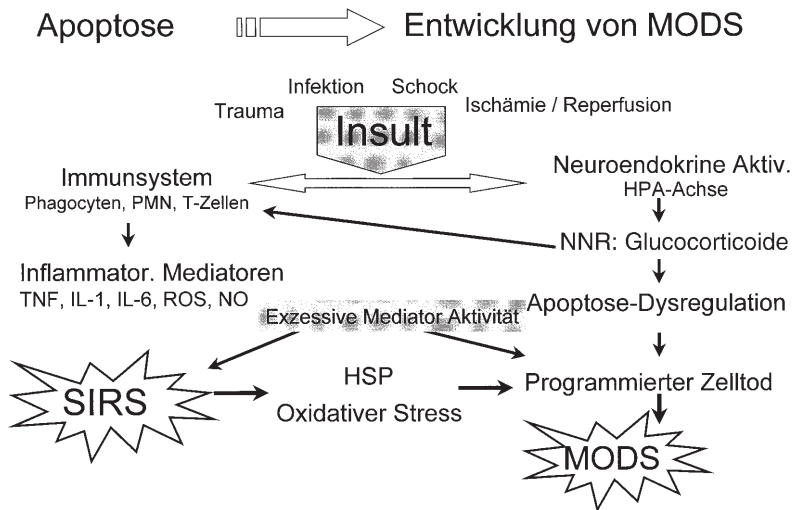 Apoptose
Entwicklung von MODS
Infektion
Schock
Trauma
Ischämie / Reperfusion
Insult
Immunsystem
Phagocyten, PMN, T-Zellen
Neuroendokrine Aktiv.
HPA-Achse
NNR: Glucocorticoide
Inflammator. Mediatoren
TNF, IL-1, IL-6, ROS, NO
Exzessive Mediator Aktivität
Apoptose-Dysregulation
SIRS
HSP
Oxidativer Stress
Programmierter Zelltod
MODS